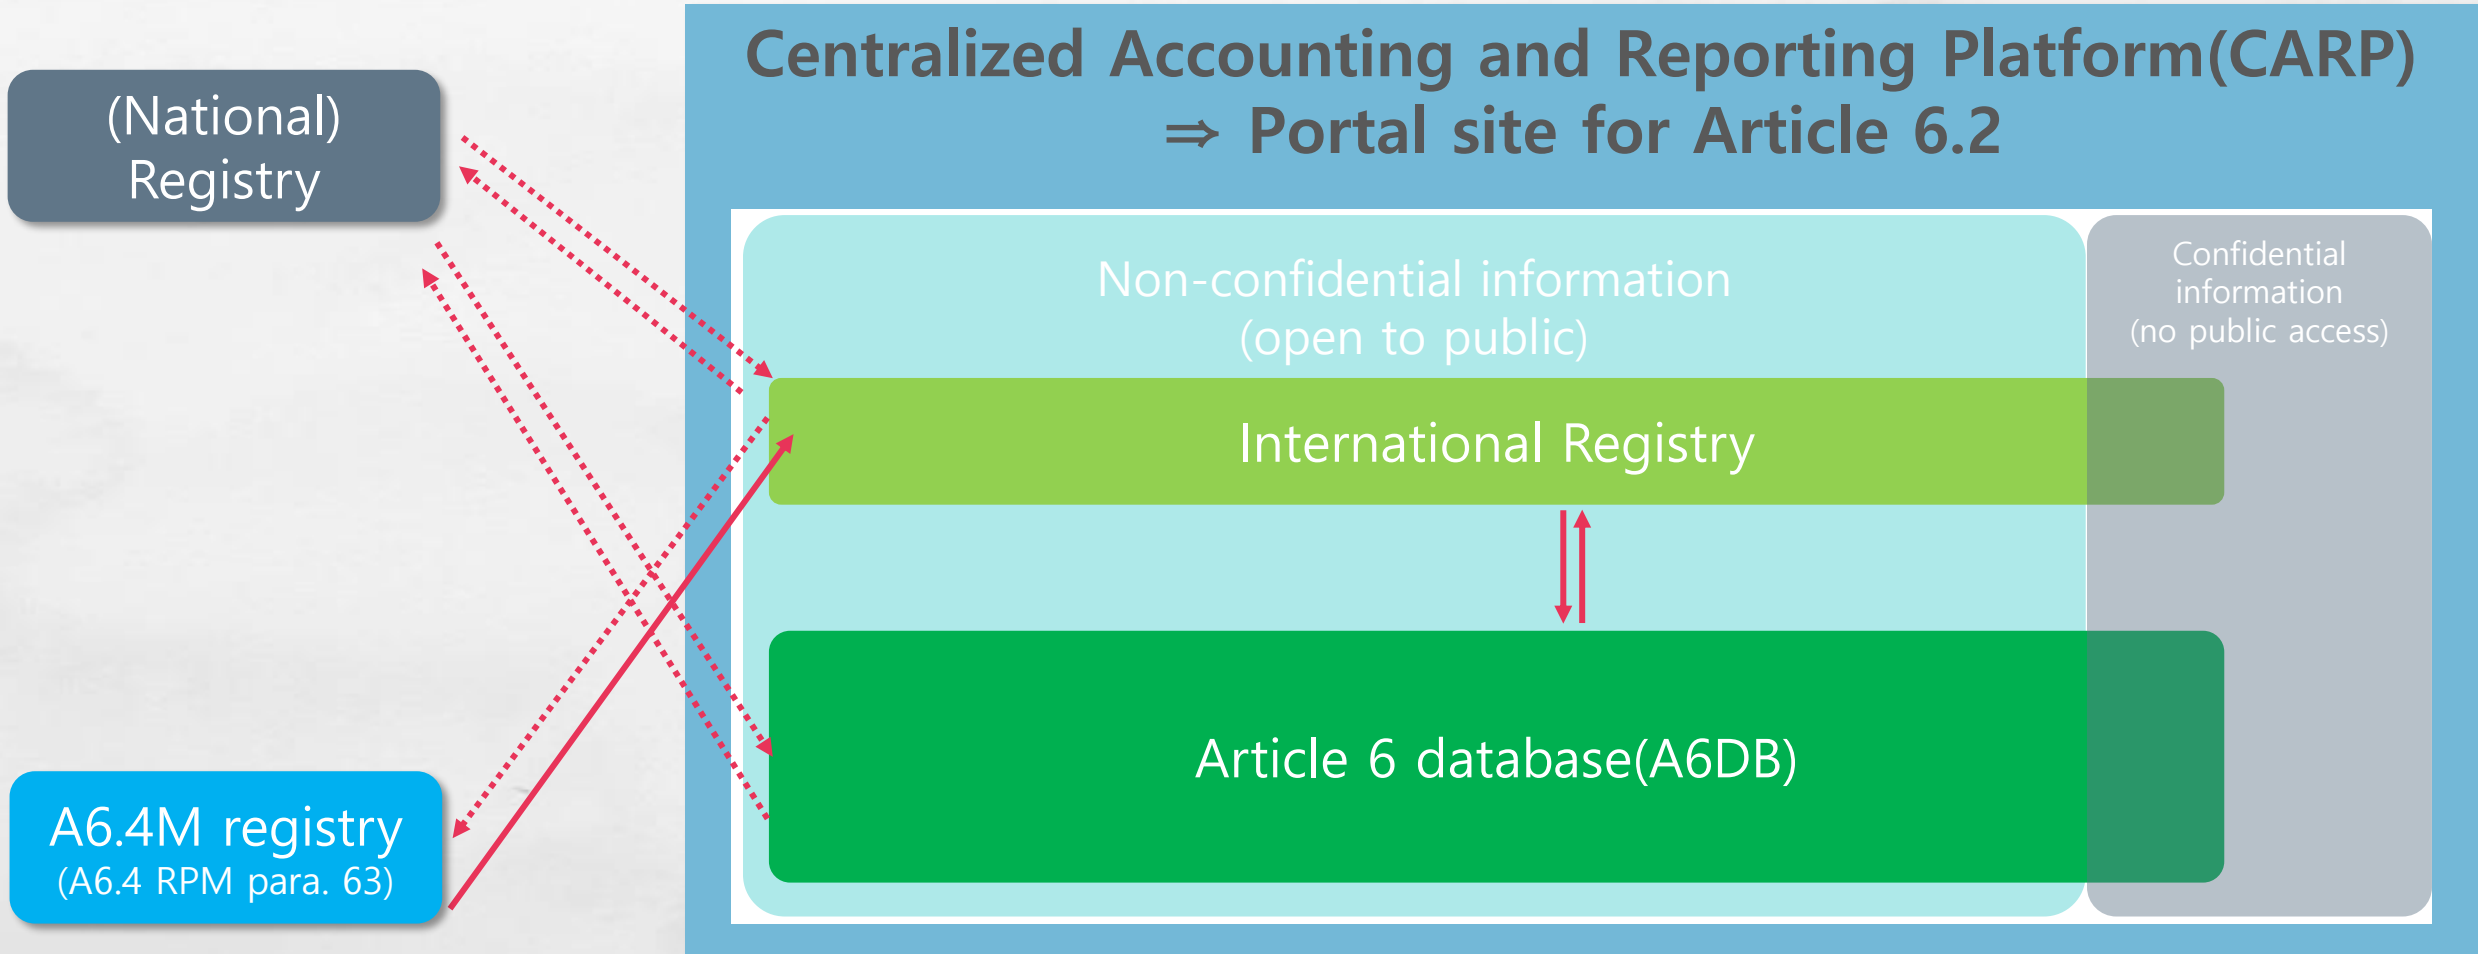 Centralized Accounting and Reporting Platform(CARP)
⇒ Portal site for Article 6.2
(National)
Registry
Non-confidential information
(open to public)
Confidential
information
(no public access)
International Registry
Article 6 database(A6DB)
A6.4M registry
(A6.4 RPM para. 63)